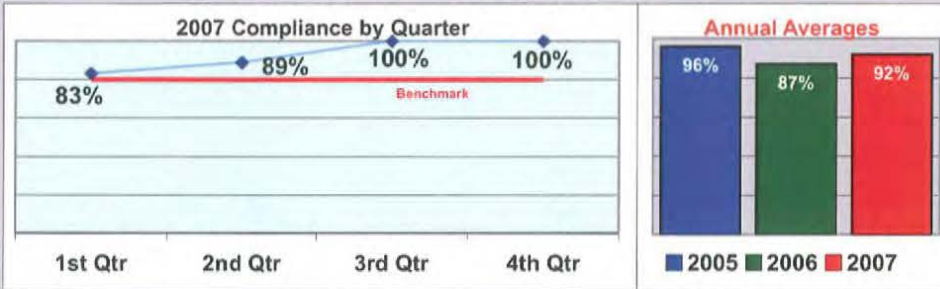 2007 Compliance by Quarter
83%
89%
100%
100%
Benchmark
1st Qtr 2nd Qtr 3rd Qtr 4th Qtr
Annual Averages
96%
87%
92%
2005 2006 2007